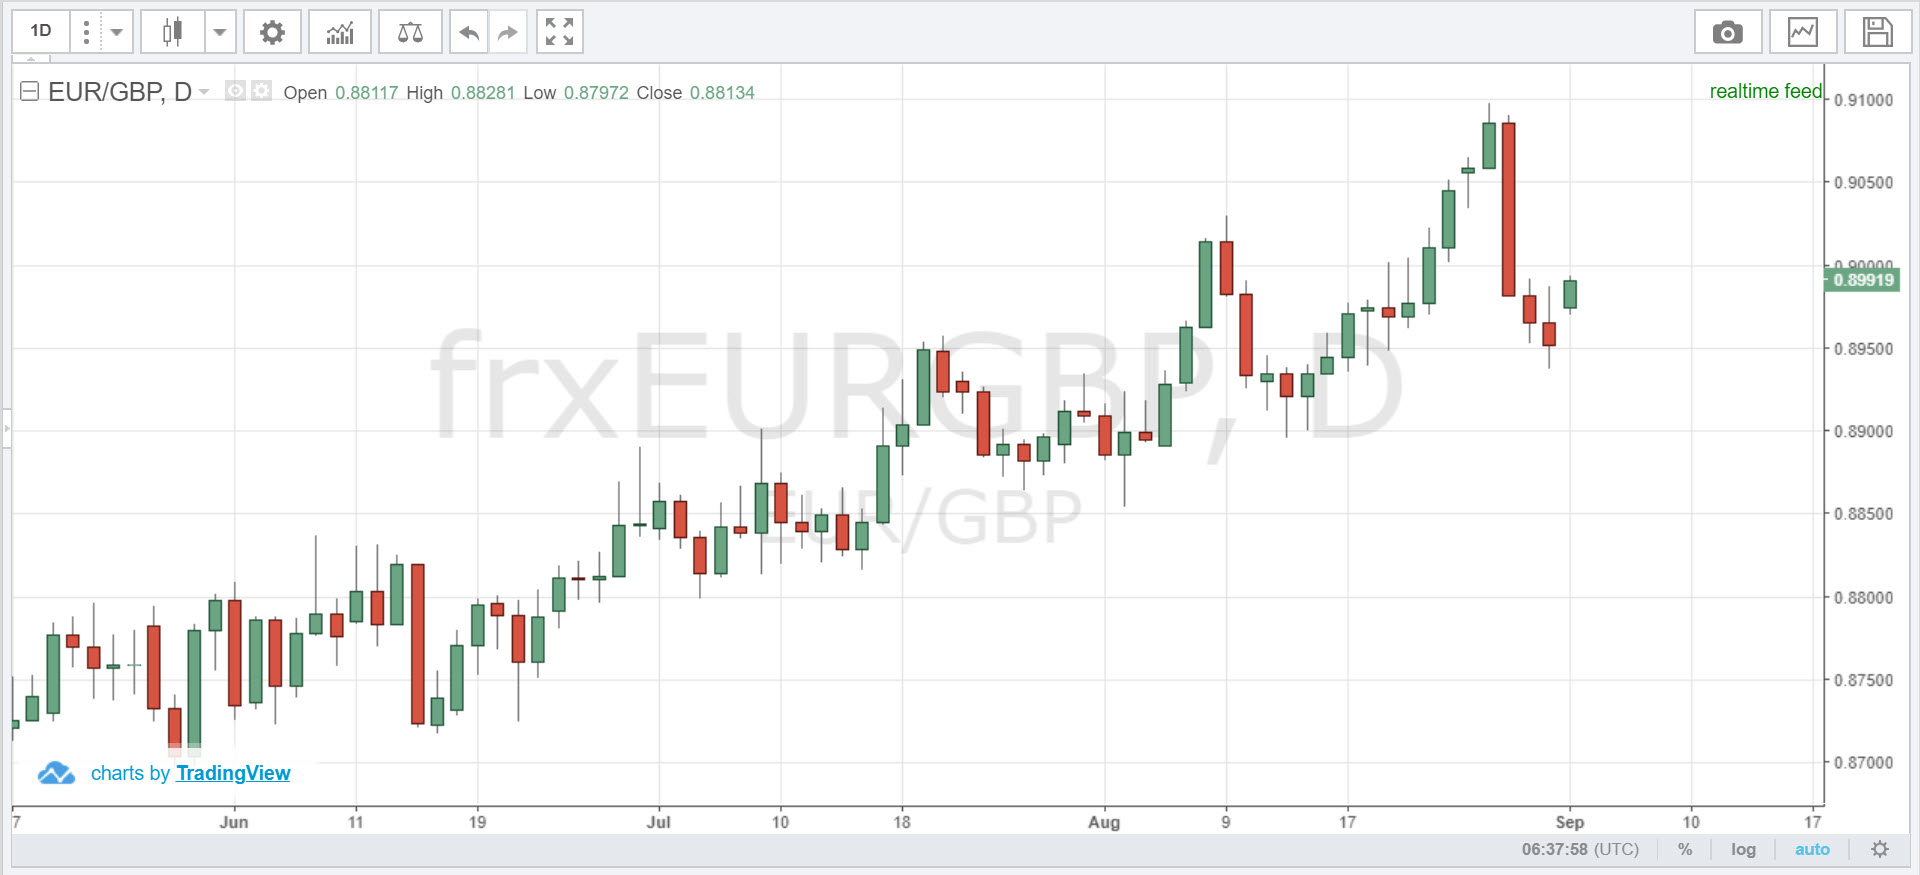 1D
EUR/GBP, D Open 0.88117 High 0.88281 Low 0.87972 Close 0.88134
realtime feed
0.91000
0.90500
0.90000
0.89919
0.89500
0.89000
0.88500
0.88000
0.87500
0.87000
frxEURGBP, D
EUR/GBP
charts by TradingView
7 Jun 11 19 Jul 10 18 Aug 9 17 Sep 10 17
06:37:58 (UTC) % log auto